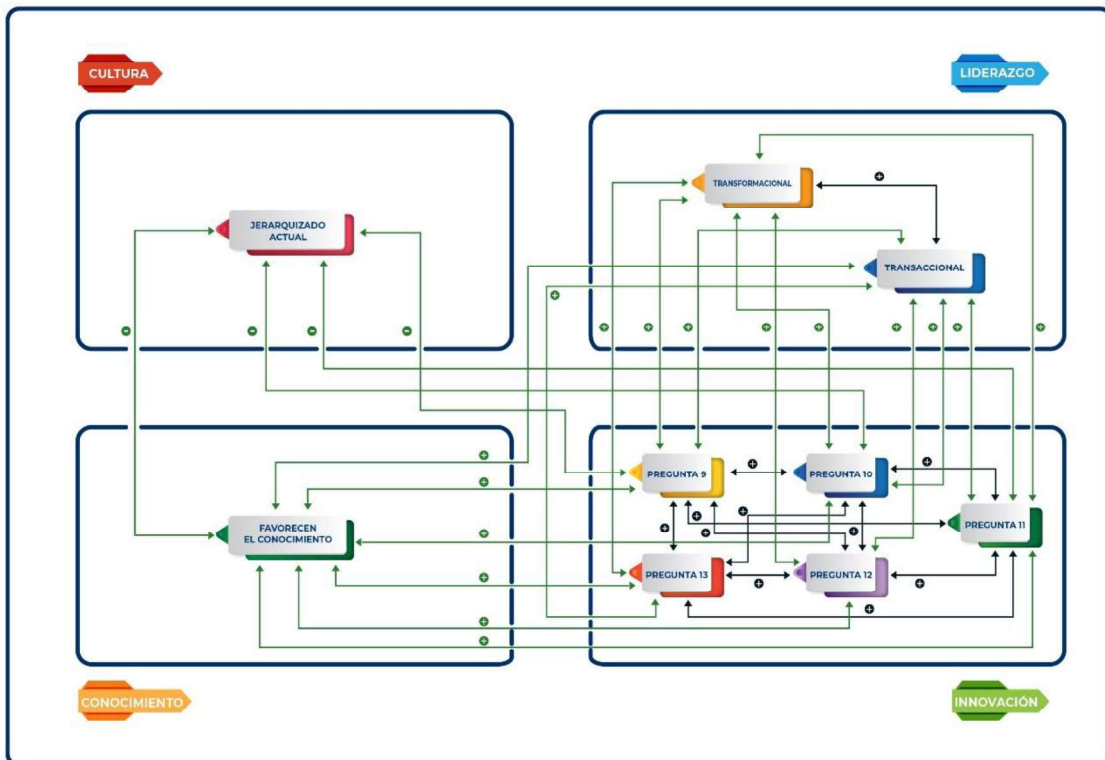 CULTURA
LIDERAZGO
TRANSFORMACIONAL
JERARQUIZADO
ACTUAL
TRANSACCIONAL
PREGUNTA 9
PREGUNTA 10
FAVORECEN
EL CONOCIMIENTO
PREGUNTA 11
PREGUNTA 13
PREGUNTA 12
CONOCIMIENTO
INNOVACIÓN